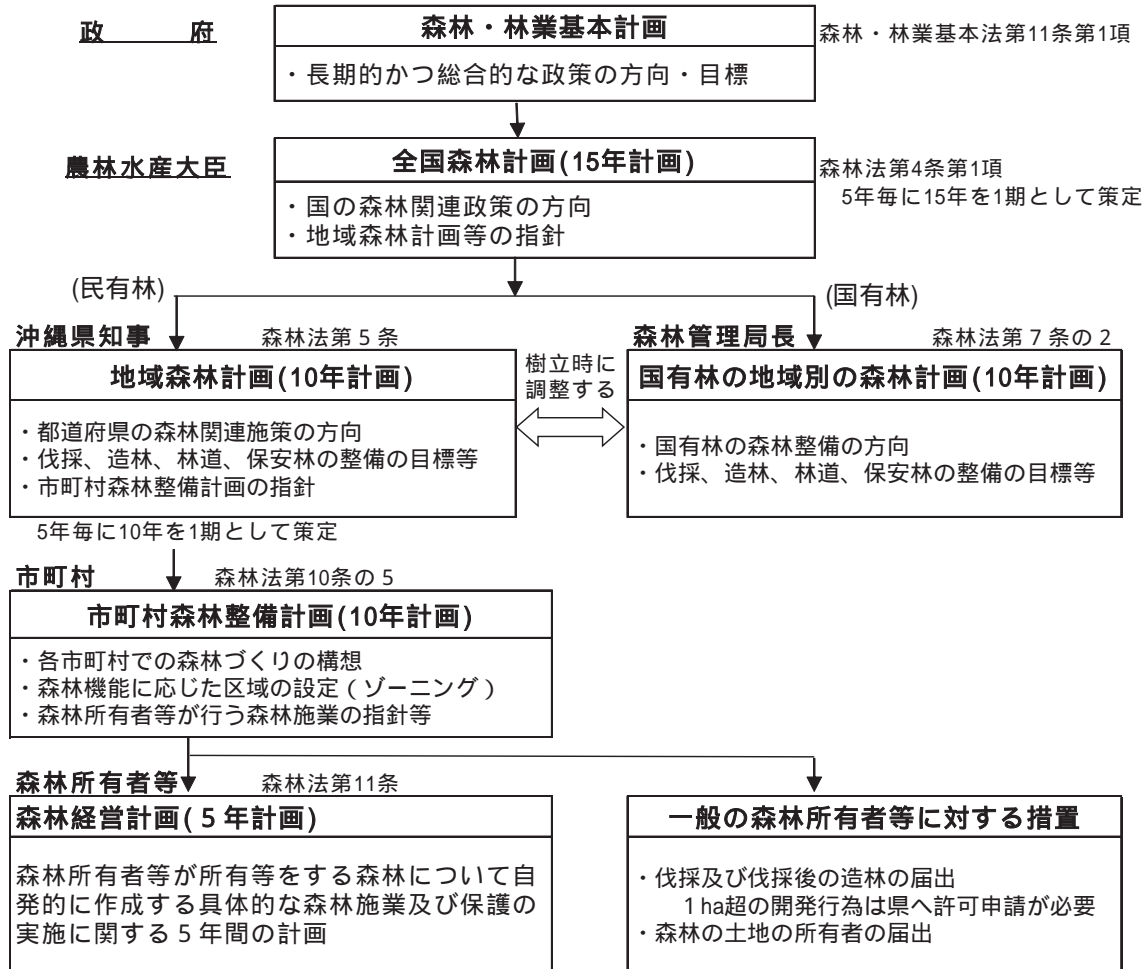 政　　府
森林・林業基本計画
森林・林業基本法第11条第1項
・長期的かつ総合的な政策の方向・目標
農林水産大臣
全国森林計画(15年計画)
森林法第4条第1項
5年毎に15年を1期として策定
・国の森林関連政策の方向
・地域森林計画等の指針
(民有林)
(国有林)
沖縄県知事
森林法第５条
森林管理局長
森林法第７条の２
地域森林計画(10年計画)
樹立時に
調整する
国有林の地域別の森林計画(10年計画)
・都道府県の森林関連施策の方向
・伐採、造林、林道、保安林の整備の目標等
・市町村森林整備計画の指針
・国有林の森林整備の方向
・伐採、造林、林道、保安林の整備の目標等
5年毎に10年を1期として策定
市町村
森林法第10条の５
市町村森林整備計画(10年計画)
・各市町村での森林づくりの構想
・森林機能に応じた区域の設定（ゾーニング）
・森林所有者等が行う森林施業の指針等
森林所有者等
森林法第11条
森林経営計画(５年計画)
一般の森林所有者等に対する措置
森林所有者等が所有等をする森林について自
発的に作成する具体的な森林施業及び保護の
実施に関する５年間の計画
・伐採及び伐採後の造林の届出
１ha超の開発行為は県へ許可申請が必要
・森林の土地の所有者の届出